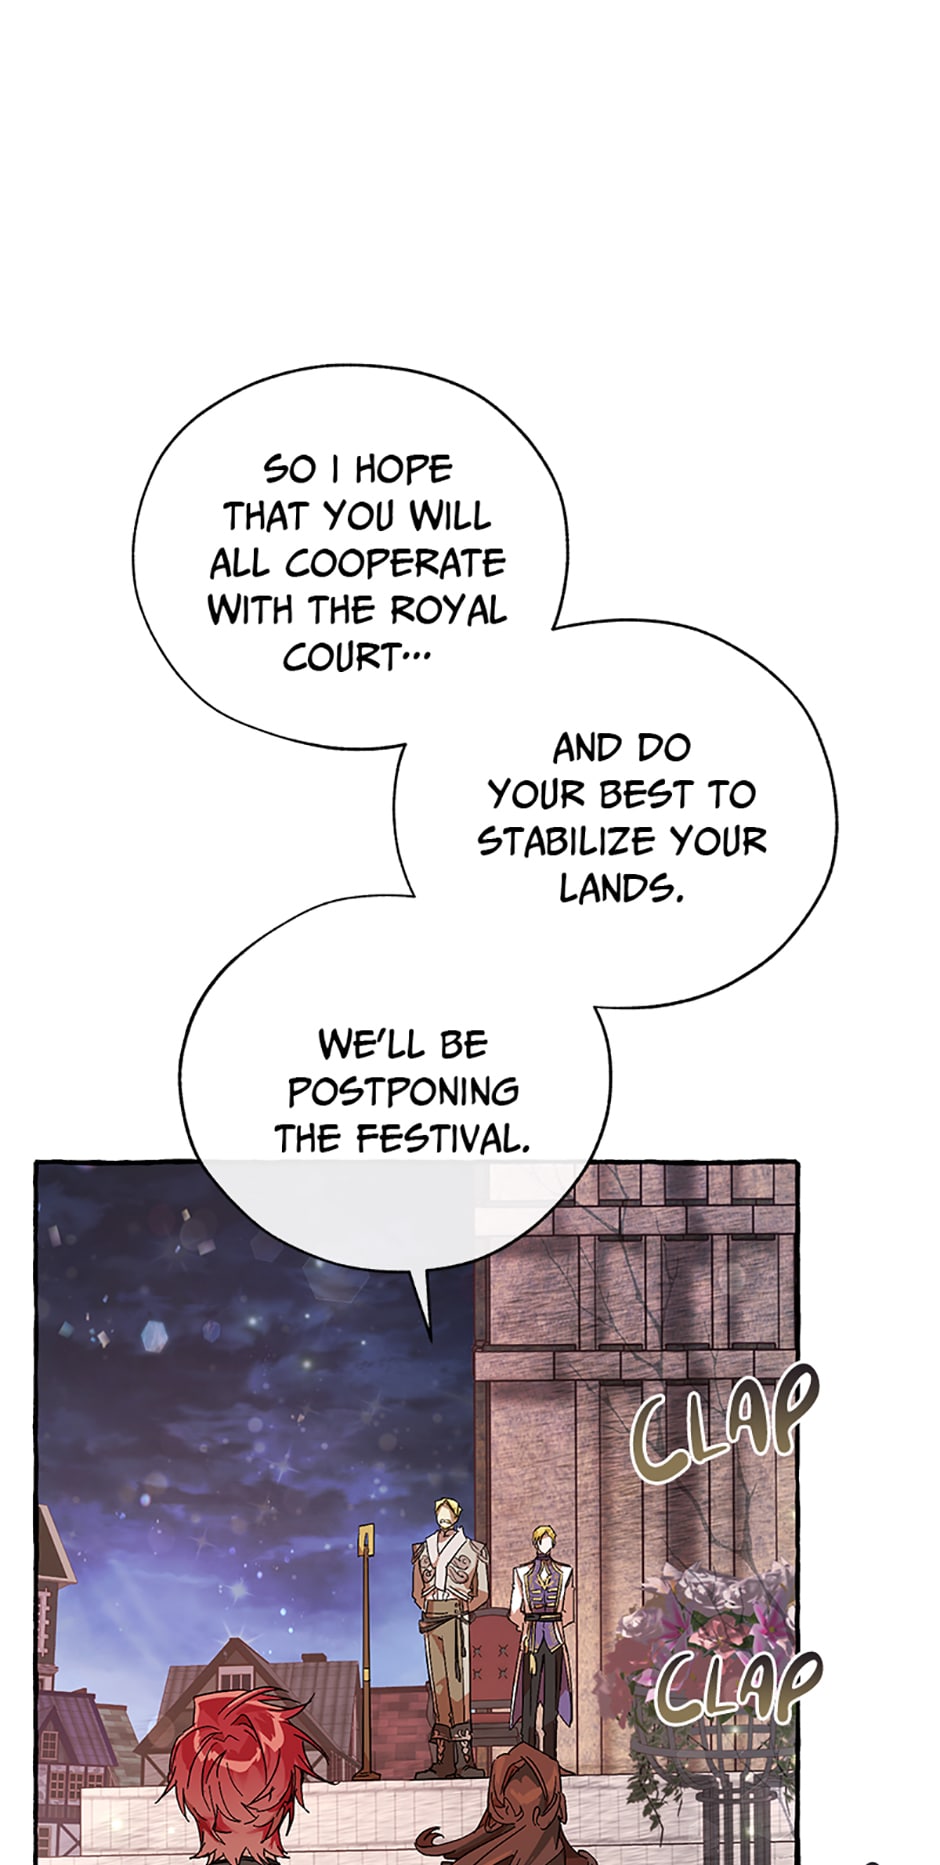 SO I HOPE
THAT YOU WILL
ALL COOPERATE
WITH THE ROYAL
COURT...
AND DO
YOUR BEST TO
STABILIZE YOUR
LANDS.
WE'LL BE
POSTPONING
THE FESTIVAL.
CLAP
CLAP